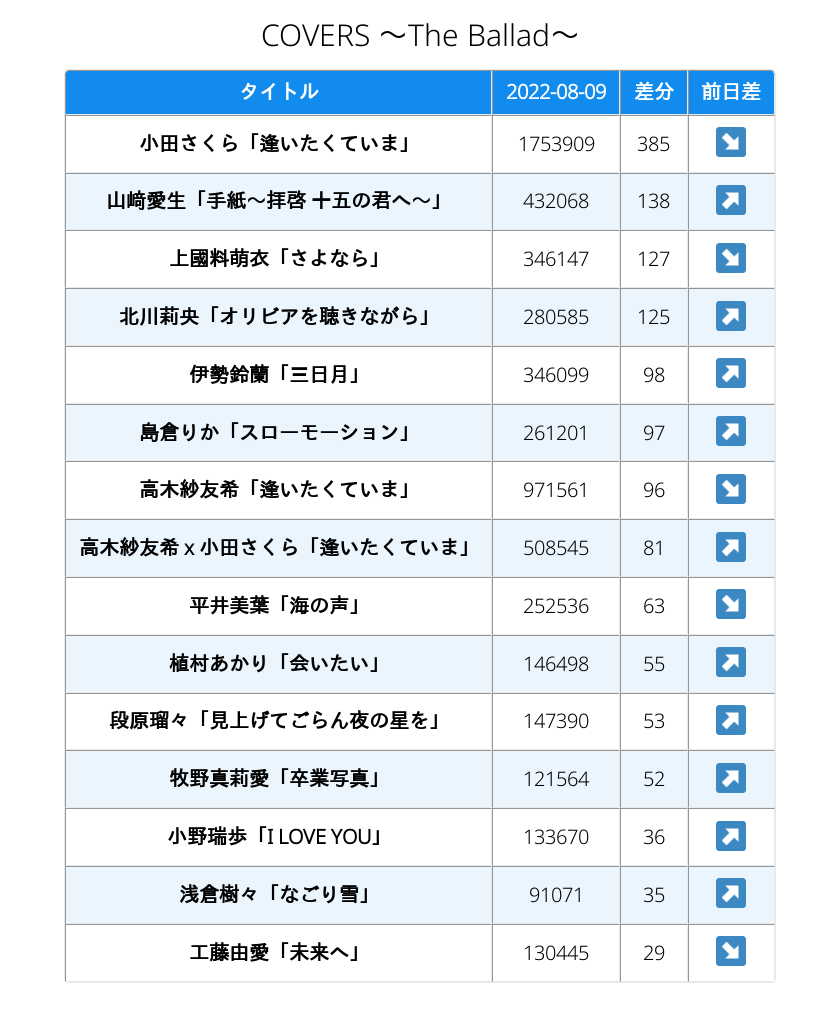 COVERS ～The Ballad～
タイトル 2022-08-09 差分 前日差
小田さくら「逢いたくていま」 1753909 385 ↘
山﨑愛生「手紙～拝啓 十五の君へ～」 432068 138 ↗
上國料萌衣「さよなら」 346147 127 ↘
北川莉央「オリビアを聴きながら」 280585 125 ↗
伊勢鈴蘭「三日月」 346099 98 ↗
島倉りか「スローモーション」 261201 97 ↗
高木紗友希「逢いたくていま」 971561 96 ↘
高木紗友希 x 小田さくら「逢いたくていま」 508545 81 ↗
平井美葉「海の声」 252536 63 ↘
植村あかり「会いたい」 146498 55 ↗
段原瑠々「見上げてごらん夜の星を」 147390 53 ↗
牧野真莉愛「卒業写真」 121564 52 ↗
小野瑞歩「I LOVE YOU」 133670 36 ↗
浅倉樹々「なごり雪」 91071 35 ↗
工藤由愛「未来へ」 130445 29 ↘